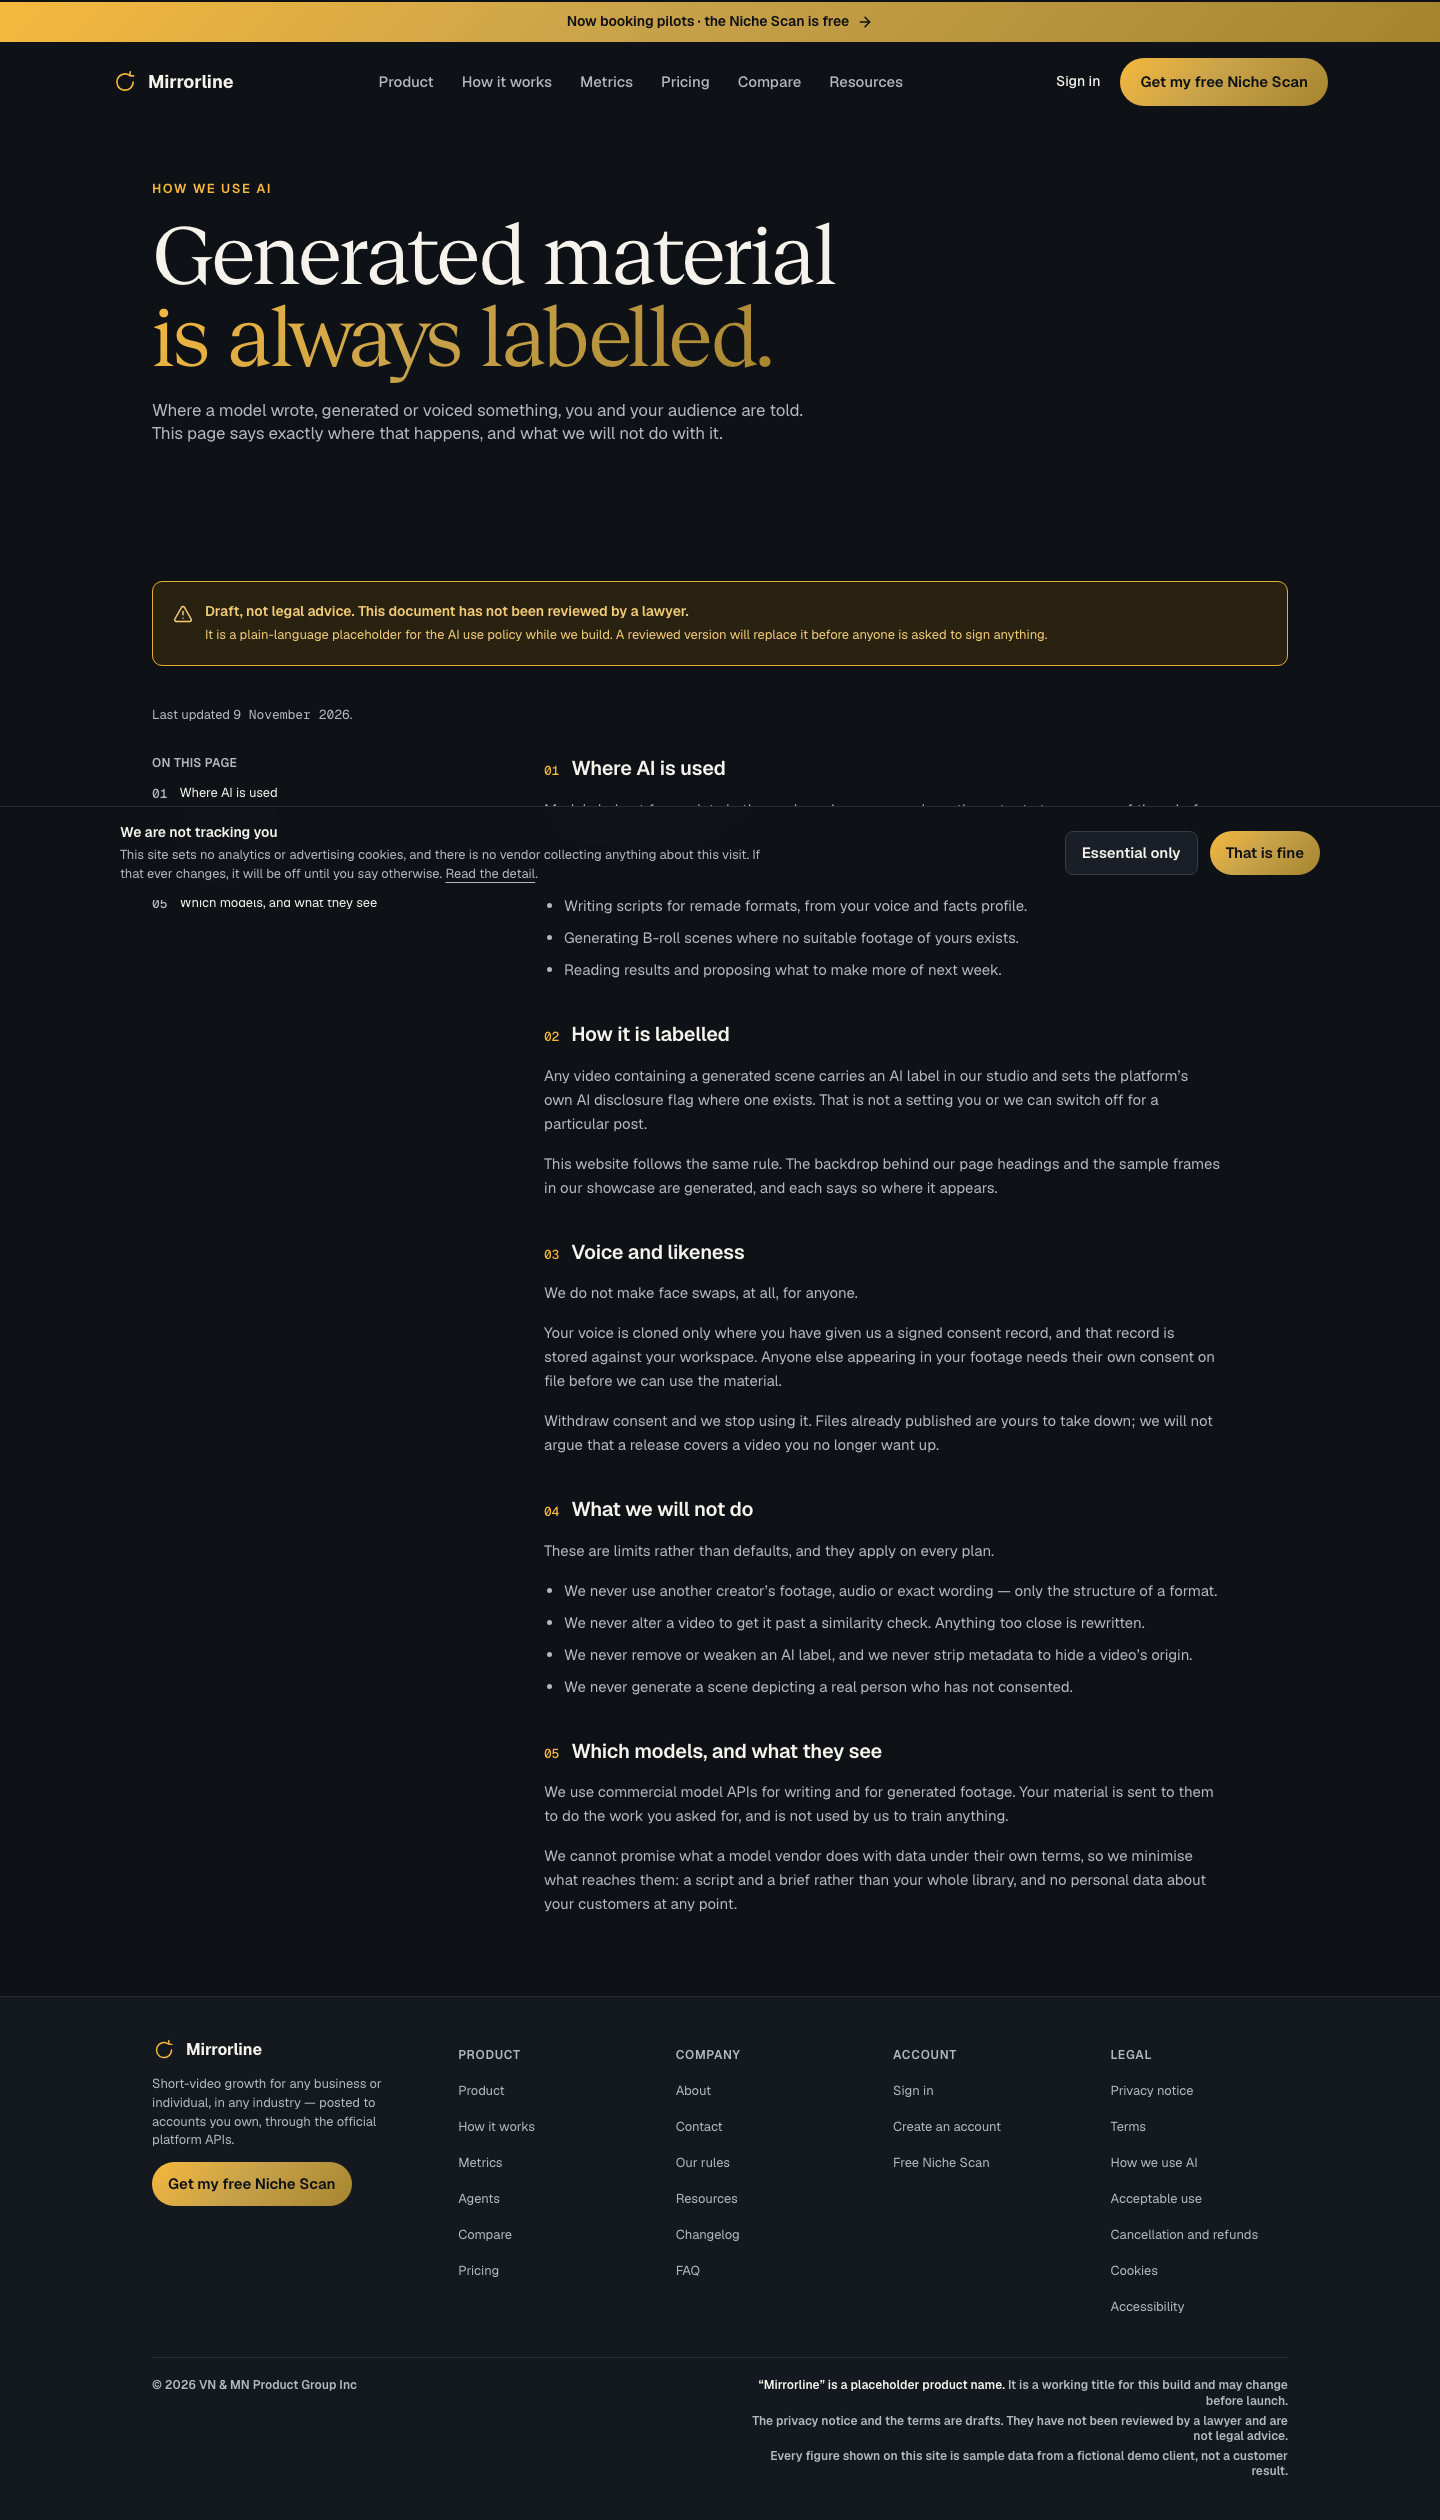 Now booking pilots · the Niche Scan is free →
Mirrorline
Product
How it works
Metrics
Pricing
Compare
Resources
Sign in
Get my free Niche Scan
HOW WE USE AI
Generated material
is always labelled.
Where a model wrote, generated or voiced something, you and your audience are told.
This page says exactly where that happens, and what we will not do with it.
Draft, not legal advice. This document has not been reviewed by a lawyer.
It is a plain-language placeholder for the AI use policy while we build. A reviewed version will replace it before anyone is asked to sign anything.
Last updated 9 November 2026.
ON THIS PAGE
01 Where AI is used
01 Where AI is used
We are not tracking you
This site sets no analytics or advertising cookies, and there is no vendor collecting anything about this visit. If
that ever changes, it will be off until you say otherwise. Read the detail.
Essential only
That is fine
05 Which models, and what they see
• Writing scripts for remade formats, from your voice and facts profile.
• Generating B-roll scenes where no suitable footage of yours exists.
• Reading results and proposing what to make more of next week.
02 How it is labelled
Any video containing a generated scene carries an AI label in our studio and sets the platform’s
own AI disclosure flag where one exists. That is not a setting you or we can switch off for a
particular post.
This website follows the same rule. The backdrop behind our page headings and the sample frames
in our showcase are generated, and each says so where it appears.
03 Voice and likeness
We do not make face swaps, at all, for anyone.
Your voice is cloned only where you have given us a signed consent record, and that record is
stored against your workspace. Anyone else appearing in your footage needs their own consent on
file before we can use the material.
Withdraw consent and we stop using it. Files already published are yours to take down; we will not
argue that a release covers a video you no longer want up.
04 What we will not do
These are limits rather than defaults, and they apply on every plan.
• We never use another creator’s footage, audio or exact wording — only the structure of a format.
• We never alter a video to get it past a similarity check. Anything too close is rewritten.
• We never remove or weaken an AI label, and we never strip metadata to hide a video’s origin.
• We never generate a scene depicting a real person who has not consented.
05 Which models, and what they see
We use commercial model APIs for writing and for generated footage. Your material is sent to them
to do the work you asked for, and is not used by us to train anything.
We cannot promise what a model vendor does with data under their own terms, so we minimise
what reaches them: a script and a brief rather than your whole library, and no personal data about
your customers at any point.
Mirrorline
Short-video growth for any business or
individual, in any industry — posted to
accounts you own, through the official
platform APIs.
Get my free Niche Scan
PRODUCT
Product
How it works
Metrics
Agents
Compare
Pricing
COMPANY
About
Contact
Our rules
Resources
Changelog
FAQ
ACCOUNT
Sign in
Create an account
Free Niche Scan
LEGAL
Privacy notice
Terms
How we use AI
Acceptable use
Cancellation and refunds
Cookies
Accessibility
© 2026 VN & MN Product Group Inc
“Mirrorline” is a placeholder product name. It is a working title for this build and may change
before launch.
The privacy notice and the terms are drafts. They have not been reviewed by a lawyer and are
not legal advice.
Every figure shown on this site is sample data from a fictional demo client, not a customer
result.